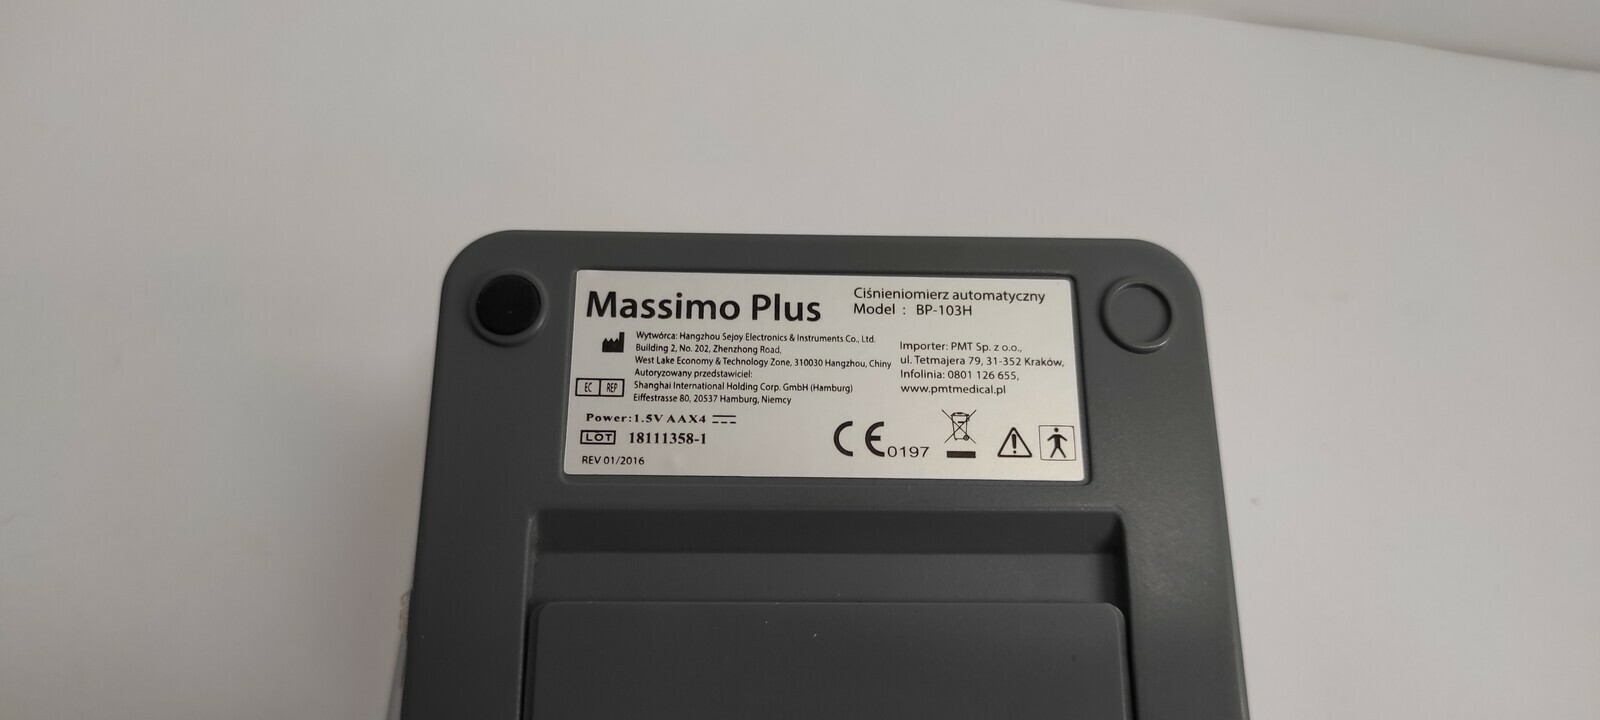 Massimo Plus
Ciśnieniomierz automatyczny
Model : BP-103H
Wytwórca: Hangzhou Sejoy Electronics & Instruments Co., Ltd.
Building 2, No. 202, Zhenzhong Road,
West Lake Economy & Technology Zone, 310030 Hangzhou, Chiny
Autoryzowany przedstawiciel:
EC REP
Shanghai International Holding Corp. GmbH (Hamburg)
Eiffestrasse 80, 20537 Hamburg, Niemcy
Importer: PMT Sp. z o.o.,
ul. Tetmajera 79, 31-352 Kraków,
Infolinia: 0801 126 655,
www.pmtmedical.pl
Power:1.5V AAX4
LOT 18111358-1
REV 01/2016
CE 0197